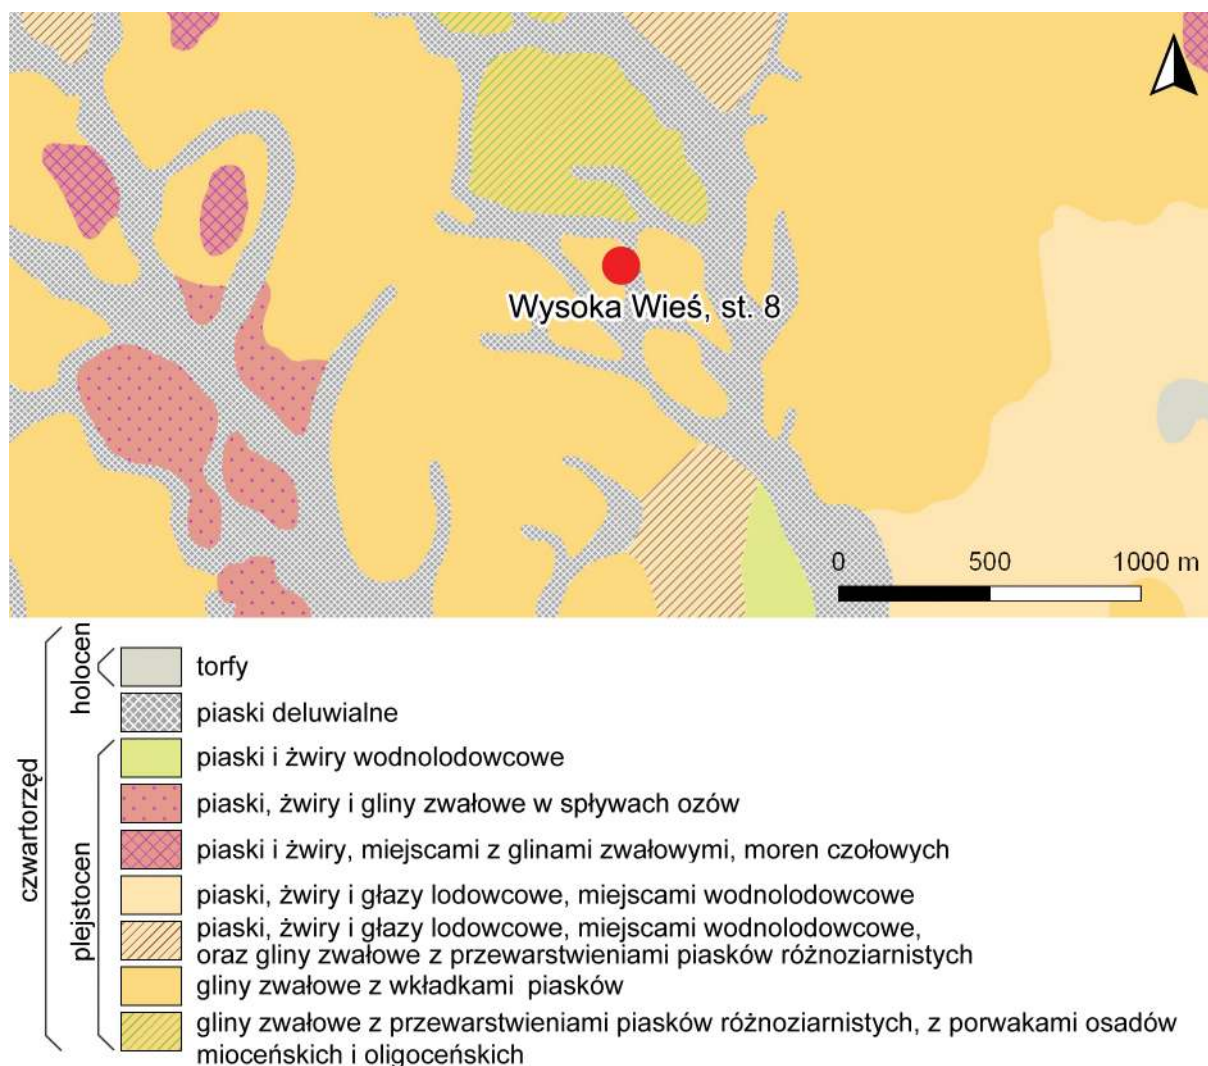 Wysoka Wieś, st. 8
0 500 1000 m
czwartorzęd
holocen
torfy
piaski deluwialne
plejstocen
piaski i żwiry wodnolodowcowe
piaski, żwiry i gliny zwałowe w spływach ozów
piaski i żwiry, miejscami z glinami zwałowymi, moren czołowych
piaski, żwiry i głazy lodowcowe, miejscami wodnolodowcowe
piaski, żwiry i głazy lodowcowe, miejscami wodnolodowcowe,
oraz gliny zwałowe z przewarstwieniami piasków różnoziarnistych
gliny zwałowe z wkładkami piasków
gliny zwałowe z przewarstwieniami piasków różnoziarnistych, z porwakami osadów
mioceńskich i oligoceńskich